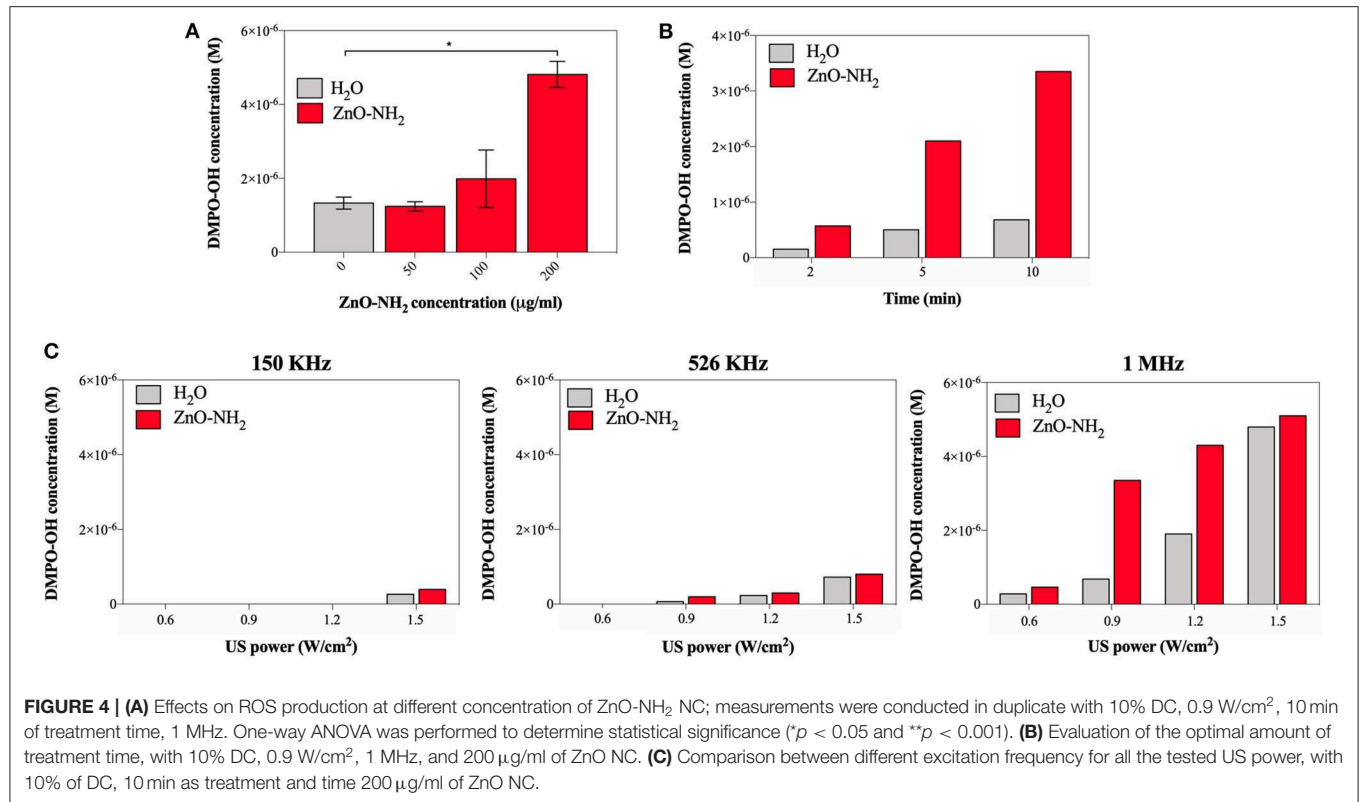 A
DMPO-OH concentration (M)
6×10⁻⁶
4×10⁻⁶
2×10⁻⁶
0
*
H₂O
ZnO-NH₂
0
50
100
200
ZnO-NH₂ concentration (μg/ml)
B
DMPO-OH concentration (M)
4×10⁻⁶
3×10⁻⁶
2×10⁻⁶
1×10⁻⁶
0
H₂O
ZnO-NH₂
2
5
10
Time (min)
C
150 KHz
DMPO-OH concentration (M)
6×10⁻⁶
4×10⁻⁶
2×10⁻⁶
0
H₂O
ZnO-NH₂
0.6
0.9
1.2
1.5
US power (W/cm²)
526 KHz
DMPO-OH concentration (M)
6×10⁻⁶
4×10⁻⁶
2×10⁻⁶
0
H₂O
ZnO-NH₂
0.6
0.9
1.2
1.5
US power (W/cm²)
1 MHz
DMPO-OH concentration (M)
6×10⁻⁶
4×10⁻⁶
2×10⁻⁶
0
H₂O
ZnO-NH₂
0.6
0.9
1.2
1.5
US power (W/cm²)
FIGURE 4 | (A) Effects on ROS production at different concentration of ZnO-NH₂ NC; measurements were conducted in duplicate with 10% DC, 0.9 W/cm², 10 min
of treatment time, 1 MHz. One-way ANOVA was performed to determine statistical significance (*p < 0.05 and **p < 0.001). (B) Evaluation of the optimal amount of
treatment time, with 10% DC, 0.9 W/cm², 1 MHz, and 200 μg/ml of ZnO NC. (C) Comparison between different excitation frequency for all the tested US power, with
10% of DC, 10 min as treatment and time 200 μg/ml of ZnO NC.